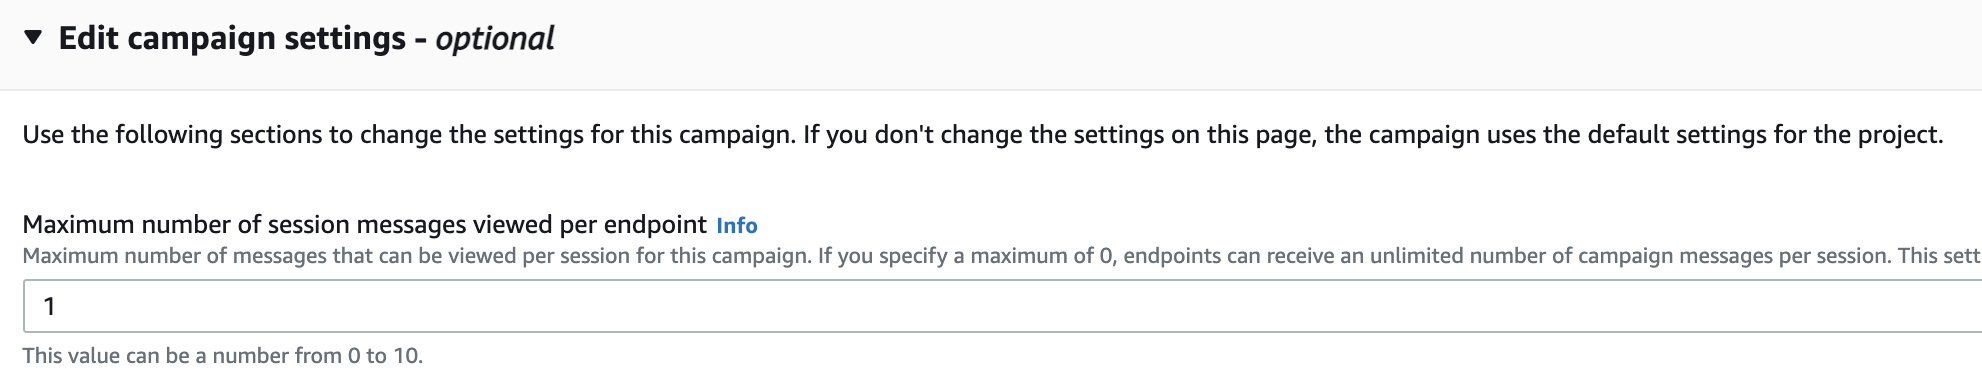 Edit campaign settings - optional
Use the following sections to change the settings for this campaign. If you don't change the settings on this page, the campaign uses the default settings for the project.
Maximum number of session messages viewed per endpoint Info
Maximum number of messages that can be viewed per session for this campaign. If you specify a maximum of 0, endpoints can receive an unlimited number of campaign messages per session. This sett
1
This value can be a number from 0 to 10.